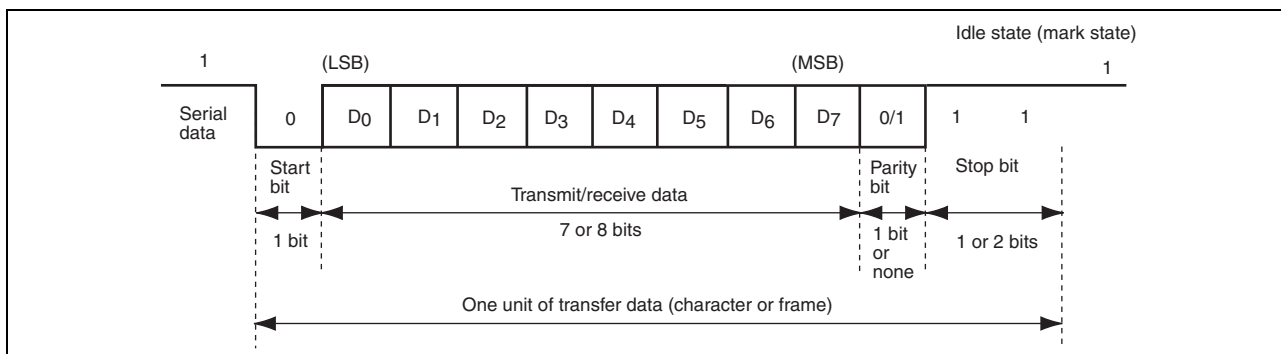 Idle state (mark state)
1 (LSB) (MSB) 1
Serial
data
0 D0 D1 D2 D3 D4 D5 D6 D7 0/1 1 1
Start
bit
Transmit/receive data
Parity
bit
Stop bit
1 bit
7 or 8 bits
1 bit
or
none
1 or 2 bits
One unit of transfer data (character or frame)